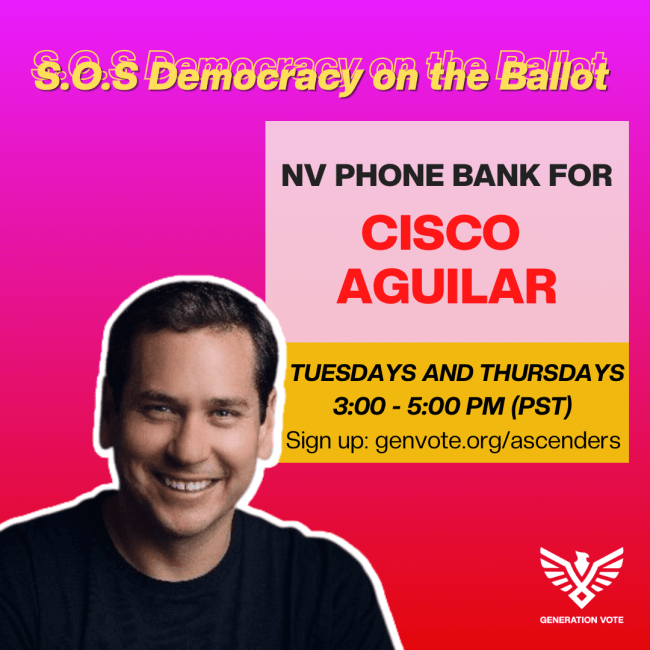 S.O.S Democracy on the Ballot
NV PHONE BANK FOR
CISCO
AGUILAR
TUESDAYS AND THURSDAYS
3:00 - 5:00 PM (PST)
Sign up: genvote.org/ascenders
GENERATION VOTE